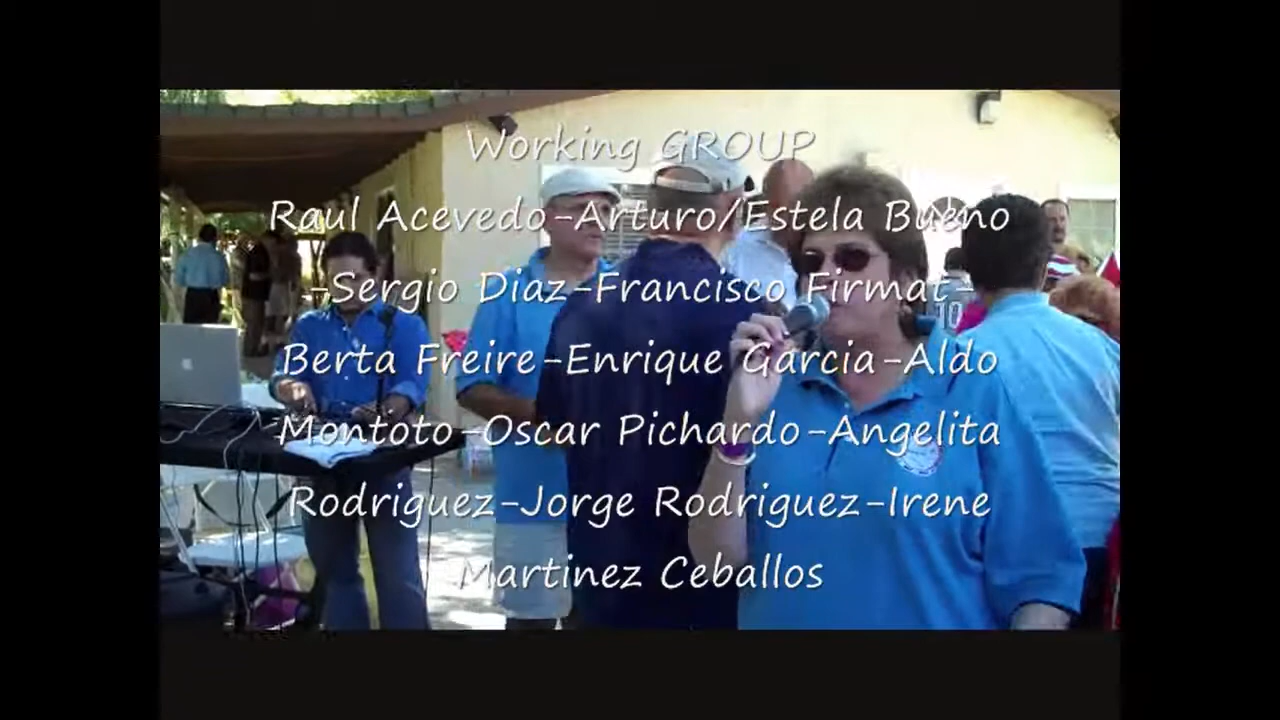 Working GROUP
Raul Acevedo-Arturo/Estela Bueno
-Sergio Diaz-Francisco Firmat-
10
Berta Freire-Enrique Garcia-Aldo
Montoto-Oscar Pichardo-Angelita
Rodriguez-Jorge Rodriguez-Irene
Martinez Ceballos